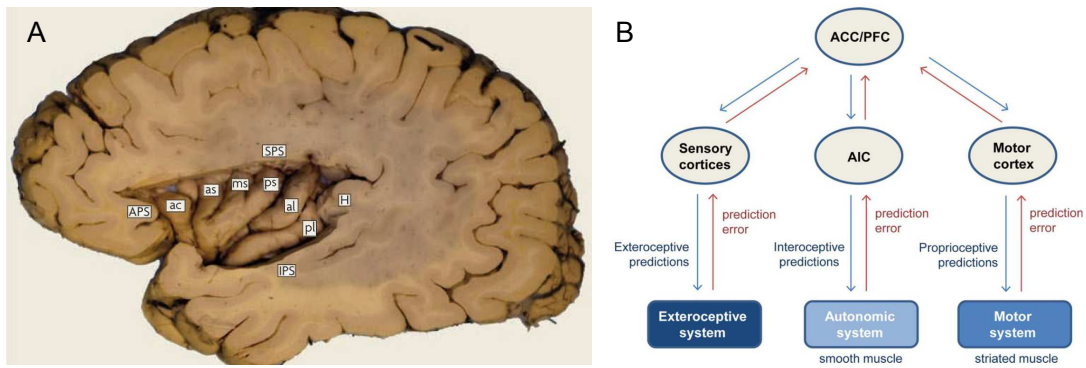 A
SPS
as
ms
ps
APS
ac
al
H
pl
IPS
B
ACC/PFC
Sensory
cortices
AIC
Motor
cortex
prediction
error
Exteroceptive
predictions
prediction
error
Interoceptive
predictions
prediction
error
Proprioceptive
predictions
Exteroceptive
system
Autonomic
system
Motor
system
smooth muscle
striated muscle